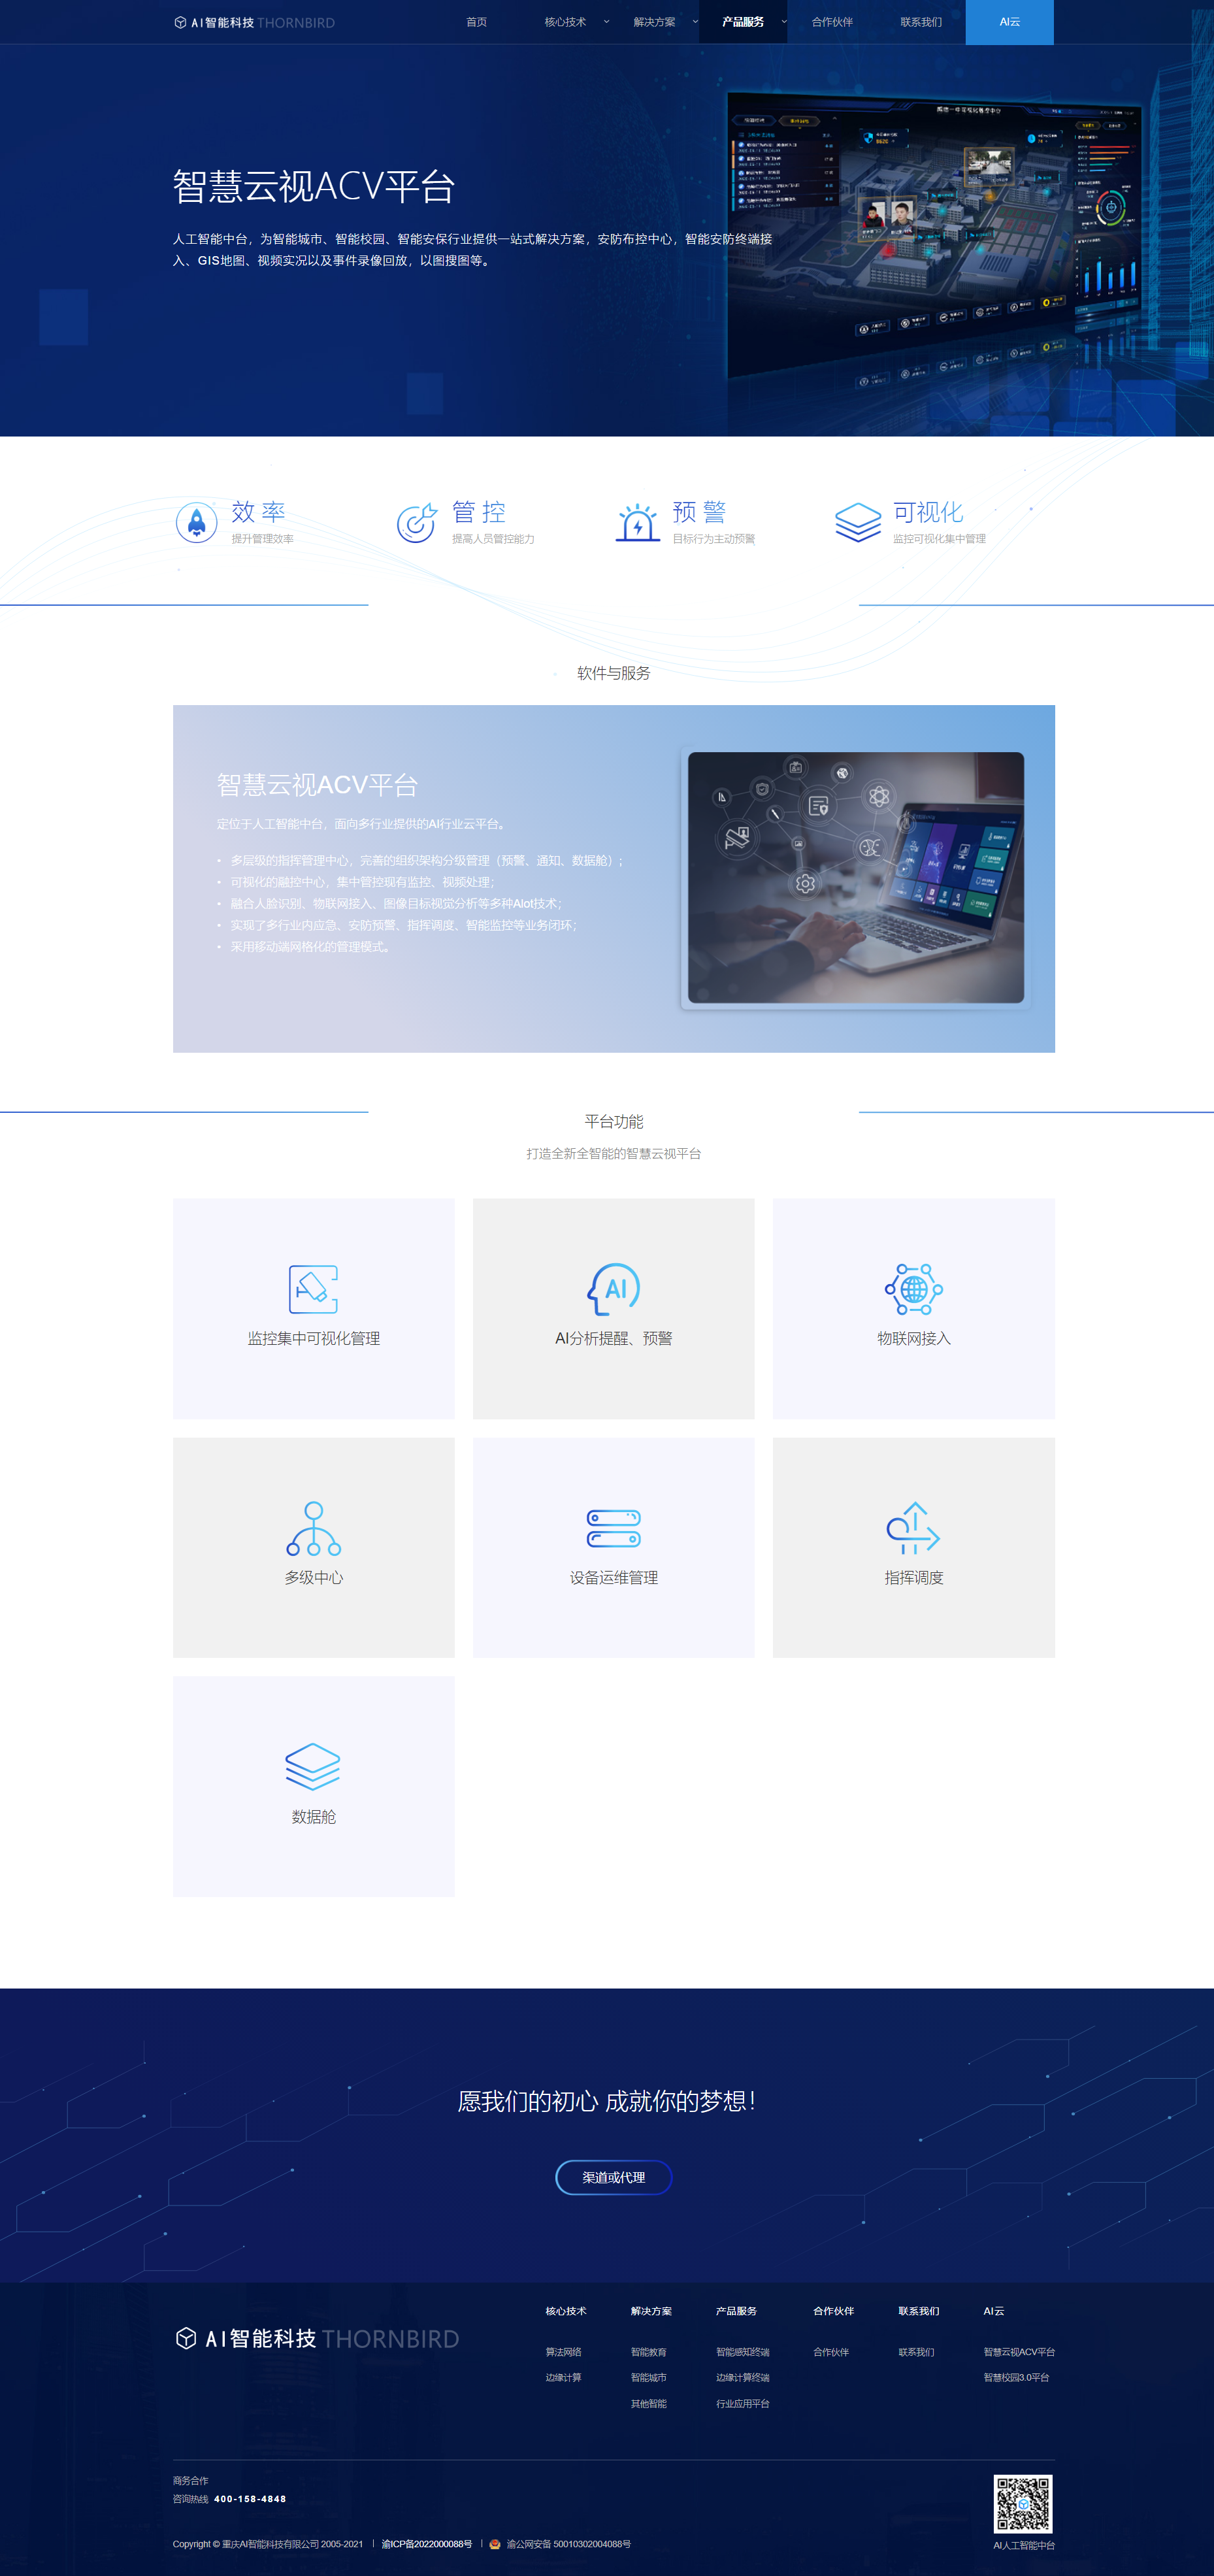 AI智能科技 THORNBIRD
首页 核心技术 解决方案 产品服务 合作伙伴 联系我们 AI云
智慧云视ACV平台
人工智能中台，为智能城市、智能校园、智能安保行业提供一站式解决方案，安防布控中心，智能安防终端接
入、GIS地图、视频实况以及事件录像回放，以图搜图等。
效 率
提升管理效率
管 控
提高人员管控能力
预 警
目标行为主动预警
可视化
监控可视化集中管理
软件与服务
智慧云视ACV平台
定位于人工智能中台，面向多行业提供的AI行业云平台。
• 多层级的指挥管理中心，完善的组织架构分级管理（预警、通知、数据舱）；
• 可视化的融控中心，集中管控现有监控、视频处理；
• 融合人脸识别、物联网接入、图像目标视觉分析等多种AIot技术；
• 实现了多行业内应急、安防预警、指挥调度、智能监控等业务闭环；
• 采用移动端网格化的管理模式。
平台功能
打造全新全智能的智慧云视平台
监控集中可视化管理
AI
AI分析提醒、预警
物联网接入
多级中心
设备运维管理
指挥调度
数据舱
愿我们的初心 成就你的梦想！
渠道或代理
AI智能科技 THORNBIRD
核心技术 解决方案 产品服务 合作伙伴 联系我们 AI云
算法网络 智能教育 智能感知终端 合作伙伴 联系我们 智慧云视ACV平台
边缘计算 智能城市 边缘计算终端 智慧校园3.0平台
其他智能 行业应用平台
商务合作
咨询热线 400-158-4848
Copyright © 重庆AI智能科技有限公司 2005-2021 | 渝ICP备2022000088号 | 渝公网安备 50010302004088号
AI人工智能中台